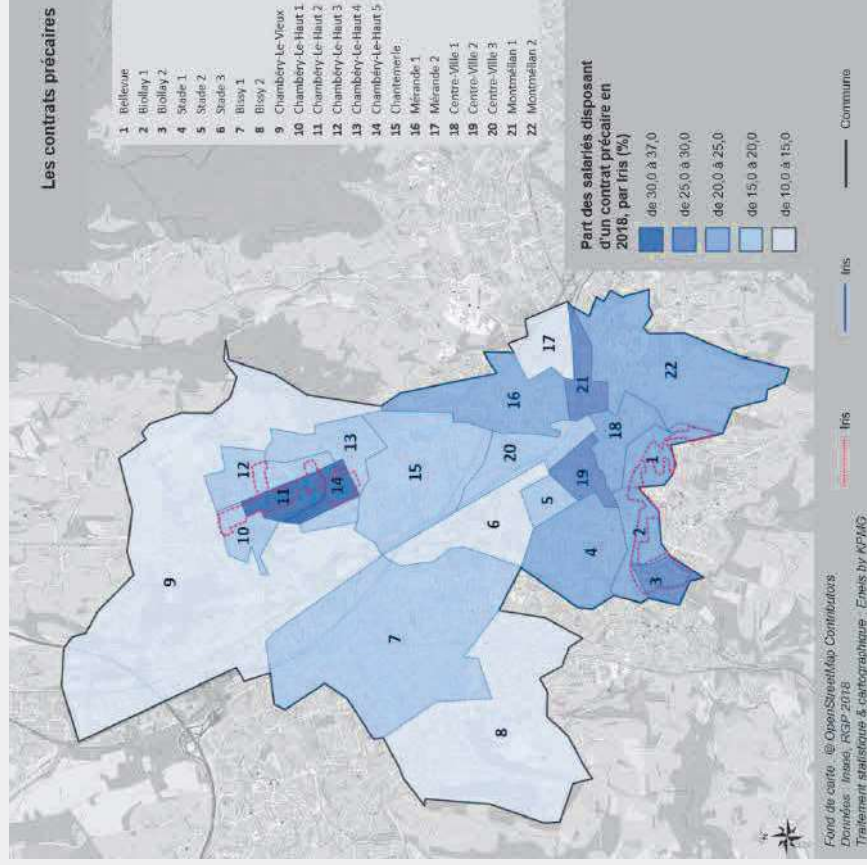 Les contrats précaires
1 Bellevue
2 Biollay 1
3 Biollay 2
4 Stade 1
5 Stade 2
6 Stade 3
7 Bissy 1
8 Bissy 2
9 Chambéry-Le-Vieux
10 Chambéry-Le-Haut 1
11 Chambéry-Le-Haut 2
12 Chambéry-Le-Haut 3
13 Chambéry-Le-Haut 4
14 Chambéry-Le-Haut 5
15 Chantemerle
16 Mérande 1
17 Mérande 2
18 Centre-Ville 1
19 Centre-Ville 2
20 Centre-Ville 3
21 Montmélian 1
22 Montmélian 2
Part des salariés disposant
d'un contrat précaire en
2018, par Iris (%)
de 30,0 à 37,0
de 25,0 à 30,0
de 20,0 à 25,0
de 15,0 à 20,0
de 10,0 à 15,0
9
10
12
11
14
13
15
7
8
6
20
16
17
5
19
4
18
21
22
1
2
3
N
Iris
Iris
Commune
Fond de carte : @ OpenStreetMap Contributors
Données : Insee, RGP 2018
Traitement statistique & cartographique : Eneis by KPMG